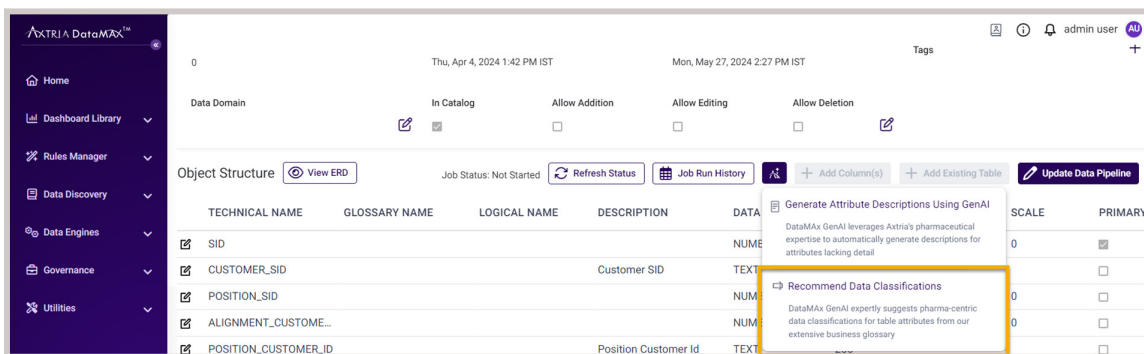 AXTRIA DataMAX™
«
admin user AU
Tags +
0 Thu, Apr 4, 2024 1:42 PM IST Mon, May 27, 2024 2:27 PM IST
Home
Data Domain In Catalog Allow Addition Allow Editing Allow Deletion
Dashboard Library
Rules Manager
Object Structure View ERD Job Status: Not Started Refresh Status Job Run History + Add Column(s) + Add Existing Table Update Data Pipeline
Data Discovery
TECHNICAL NAME GLOSSARY NAME LOGICAL NAME DESCRIPTION DATA SCALE PRIMARY
Generate Attribute Descriptions Using GenAI
DataMAx GenAI leverages Axtria's pharmaceutical
expertise to automatically generate descriptions for
attributes lacking detail
Data Engines
SID NUME 0
Governance
CUSTOMER_SID Customer SID TEXT
Recommend Data Classifications
DataMAx GenAI expertly suggests pharma-centric
data classifications for table attributes from our
extensive business glossary
POSITION_SID NUM 0
Utilities
ALIGNMENT_CUSTOME... NUM 0
POSITION_CUSTOMER_ID Position Customer Id TEXT